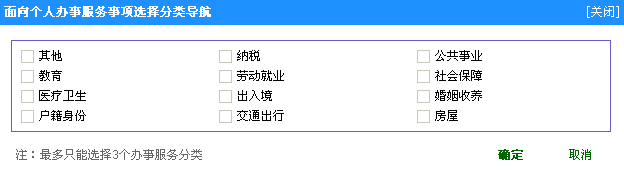 面向个人办事服务事项选择分类导航 [关闭]
其他 纳税 公共事业
教育 劳动就业 社会保障
医疗卫生 出入境 婚姻收养
户籍身份 交通出行 房屋
注：最多只能选择3个办事服务分类 确定 取消